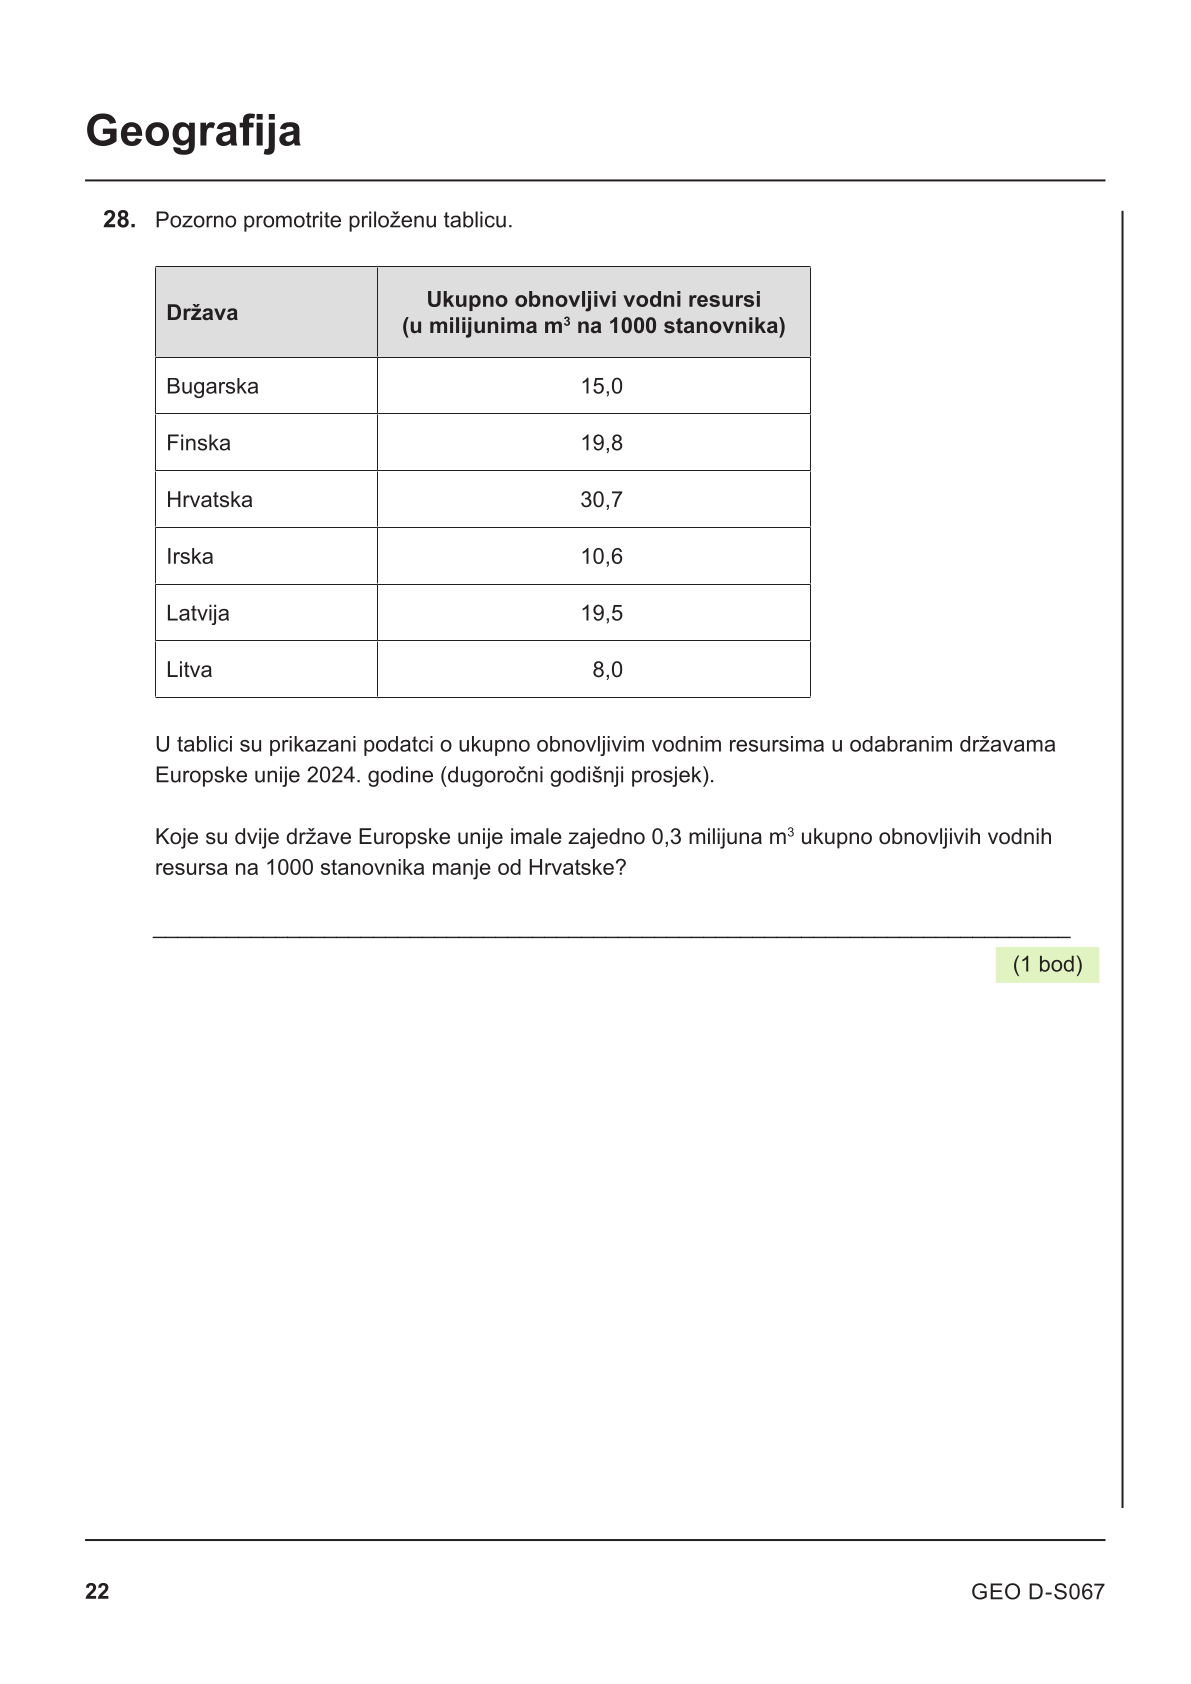 Geografija
28. Pozorno promotrite priloženu tablicu.
Država
Ukupno obnovljivi vodni resursi
(u milijunima m³ na 1000 stanovnika)
Bugarska 15,0
Finska 19,8
Hrvatska 30,7
Irska 10,6
Latvija 19,5
Litva 8,0
U tablici su prikazani podatci o ukupno obnovljivim vodnim resursima u odabranim državama
Europske unije 2024. godine (dugoročni godišnji prosjek).
Koje su dvije države Europske unije imale zajedno 0,3 milijuna m³ ukupno obnovljivih vodnih
resursa na 1000 stanovnika manje od Hrvatske?
(1 bod)
22 GEO D-S067